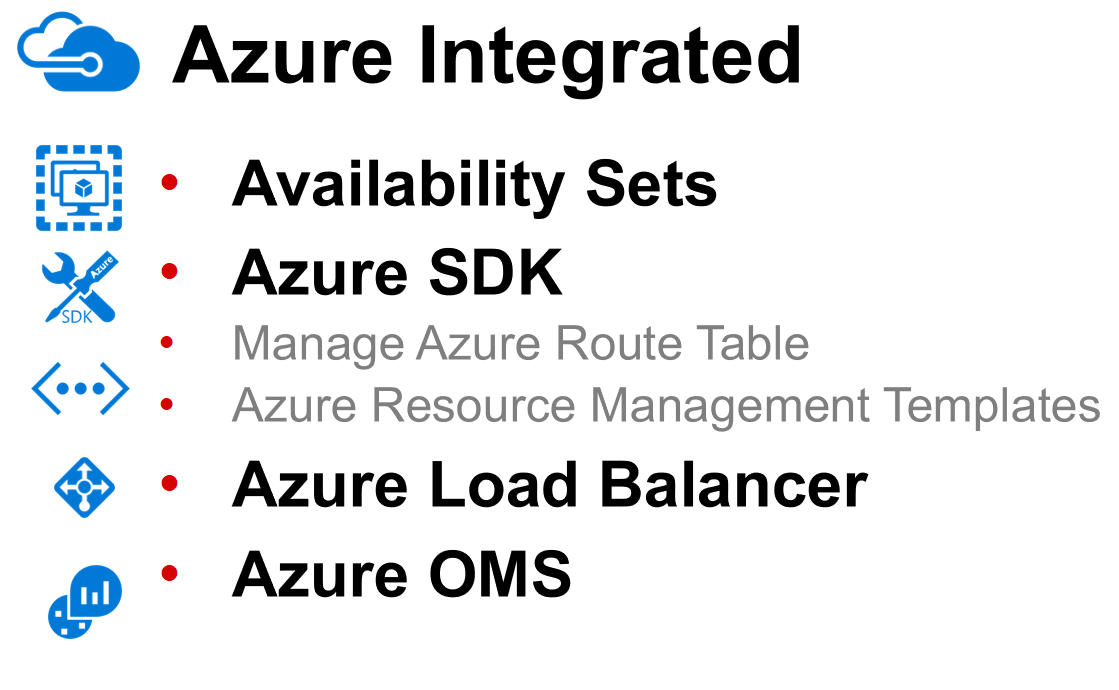 Azure Integrated
• Availability Sets
Azure
SDK
• Azure SDK
• Manage Azure Route Table
• Azure Resource Management Templates
• Azure Load Balancer
• Azure OMS